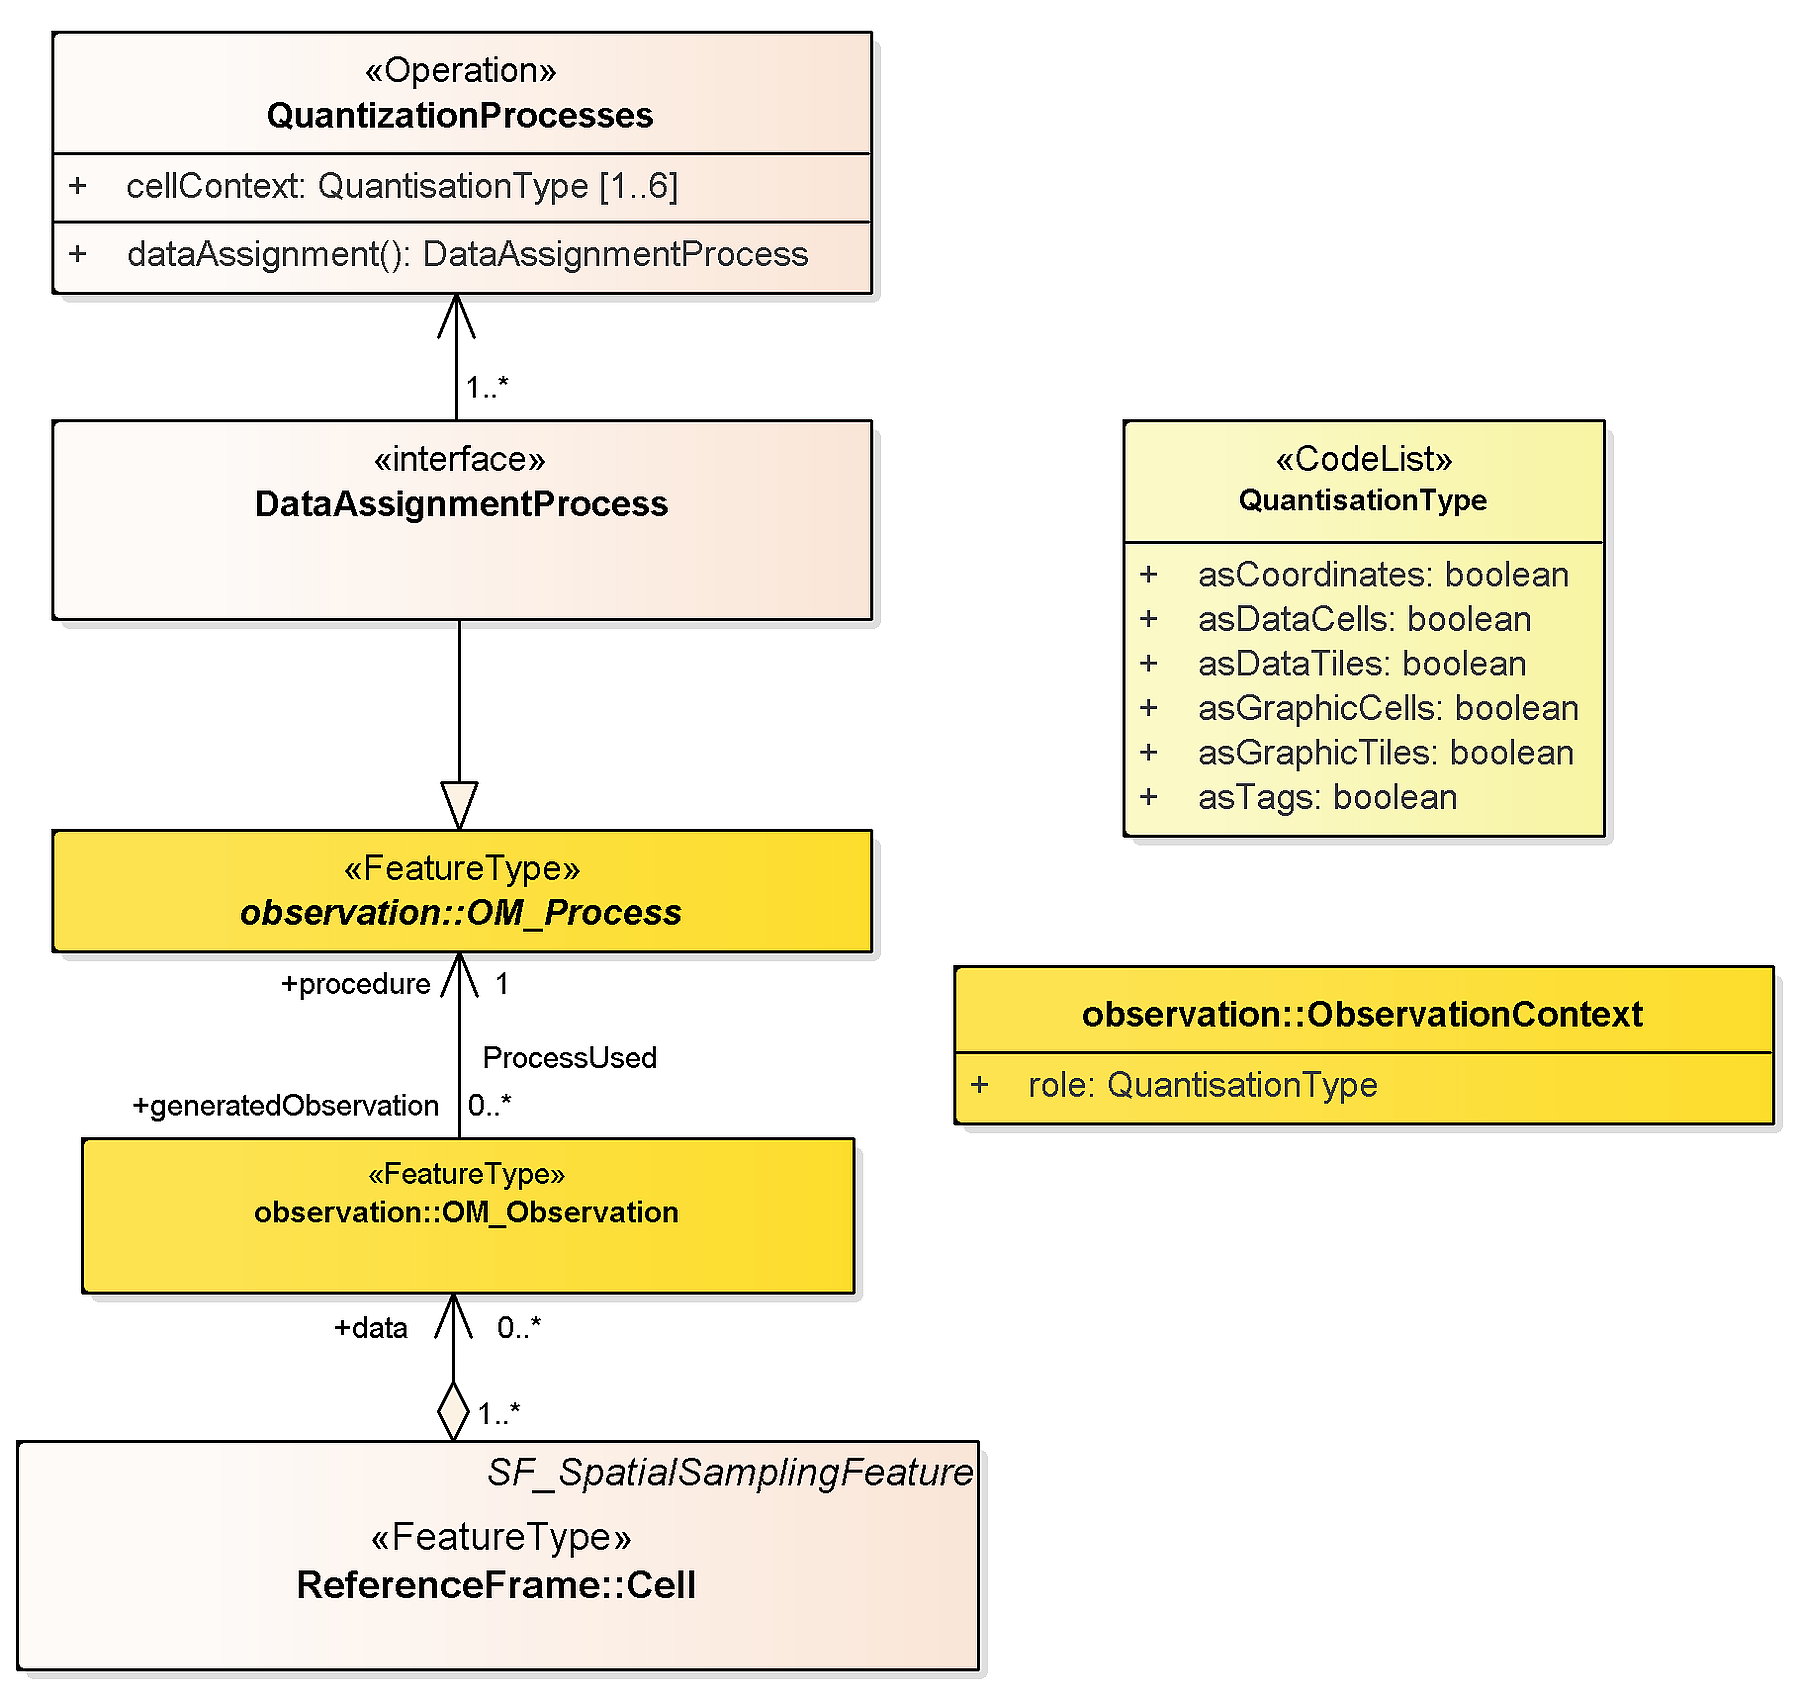 «Operation»
QuantizationProcesses
+ cellContext: QuantisationType [1..6]
+ dataAssignment(): DataAssignmentProcess
1..*
«interface»
DataAssignmentProcess
«CodeList»
QuantisationType
+ asCoordinates: boolean
+ asDataCells: boolean
+ asDataTiles: boolean
+ asGraphicCells: boolean
+ asGraphicTiles: boolean
+ asTags: boolean
«FeatureType»
observation::OM_Process
+procedure 1
ProcessUsed
+generatedObservation 0..*
observation::ObservationContext
+ role: QuantisationType
«FeatureType»
observation::OM_Observation
+data 0..*
1..*
SF_SpatialSamplingFeature
«FeatureType»
ReferenceFrame::Cell